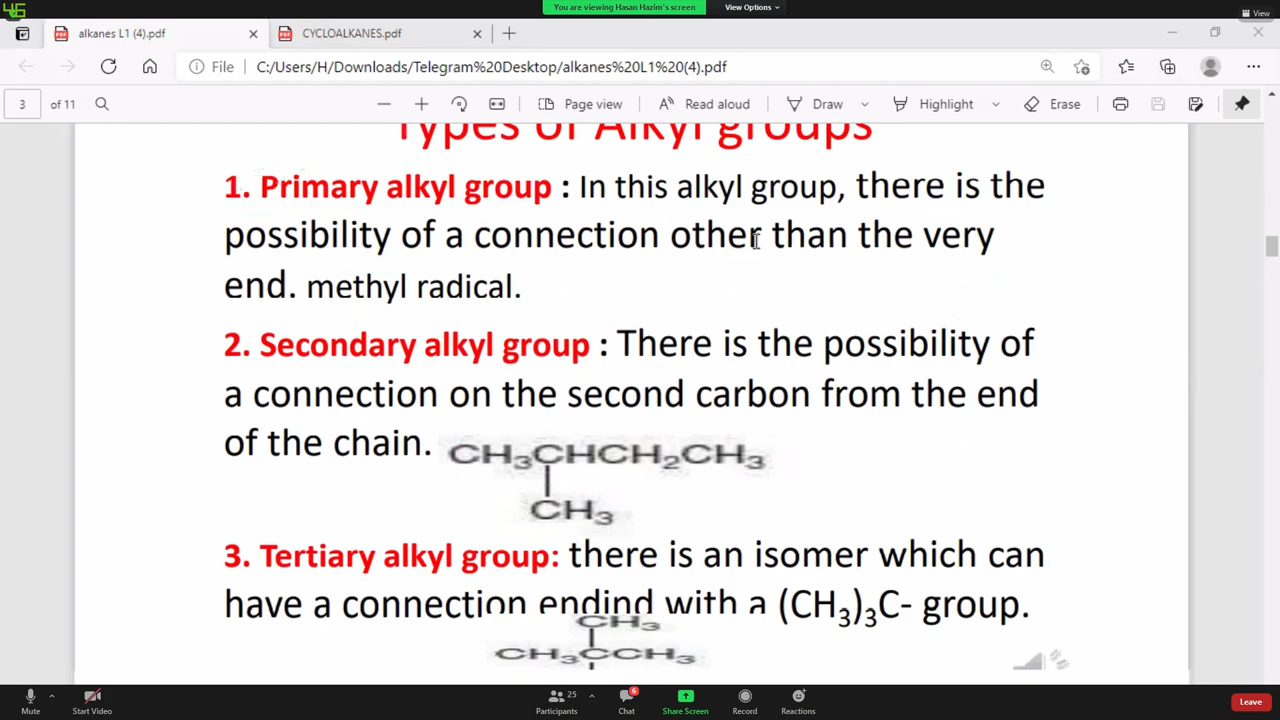 You are viewing Hasan Hazim's screen View Options
View
alkanes L1 (4).pdf CYCLOALKANES.pdf
File C:/Users/H/Downloads/Telegram%20Desktop/alkanes%20L1%20(4).pdf
3 of 11 Page view Read aloud Draw Highlight Erase
Types of Alkyl groups
1. Primary alkyl group : In this alkyl group, there is the
possibility of a connection other than the very
end. methyl radical.
2. Secondary alkyl group : There is the possibility of
a connection on the second carbon from the end
of the chain. CH₃CHCH₂CH₃
CH₃
3. Tertiary alkyl group: there is an isomer which can
have a connection endind with a (CH₃)₃C- group.
CH₃
CH₃CCH₃
Mute Start Video Participants 25 Chat 6 Share Screen Record Reactions Leave